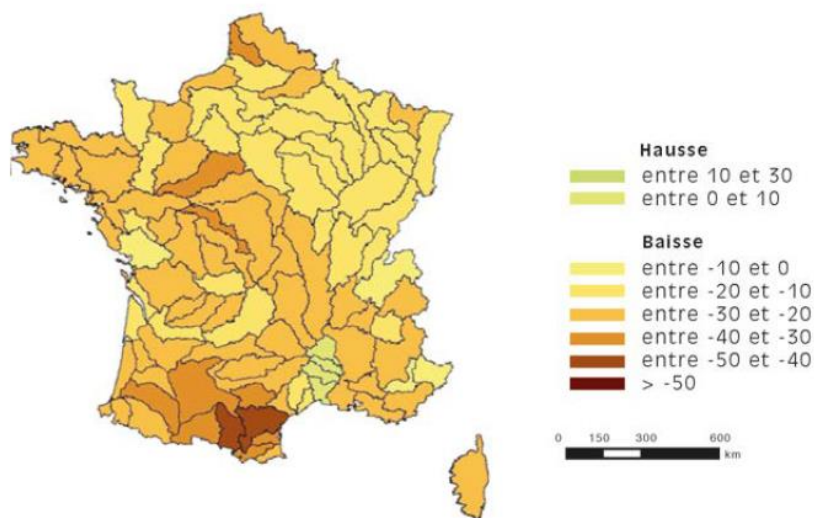 Hausse
entre 10 et 30
entre 0 et 10
Baisse
entre -10 et 0
entre -20 et -10
entre -30 et -20
entre -40 et -30
entre -50 et -40
> -50
0 150 300 600
km